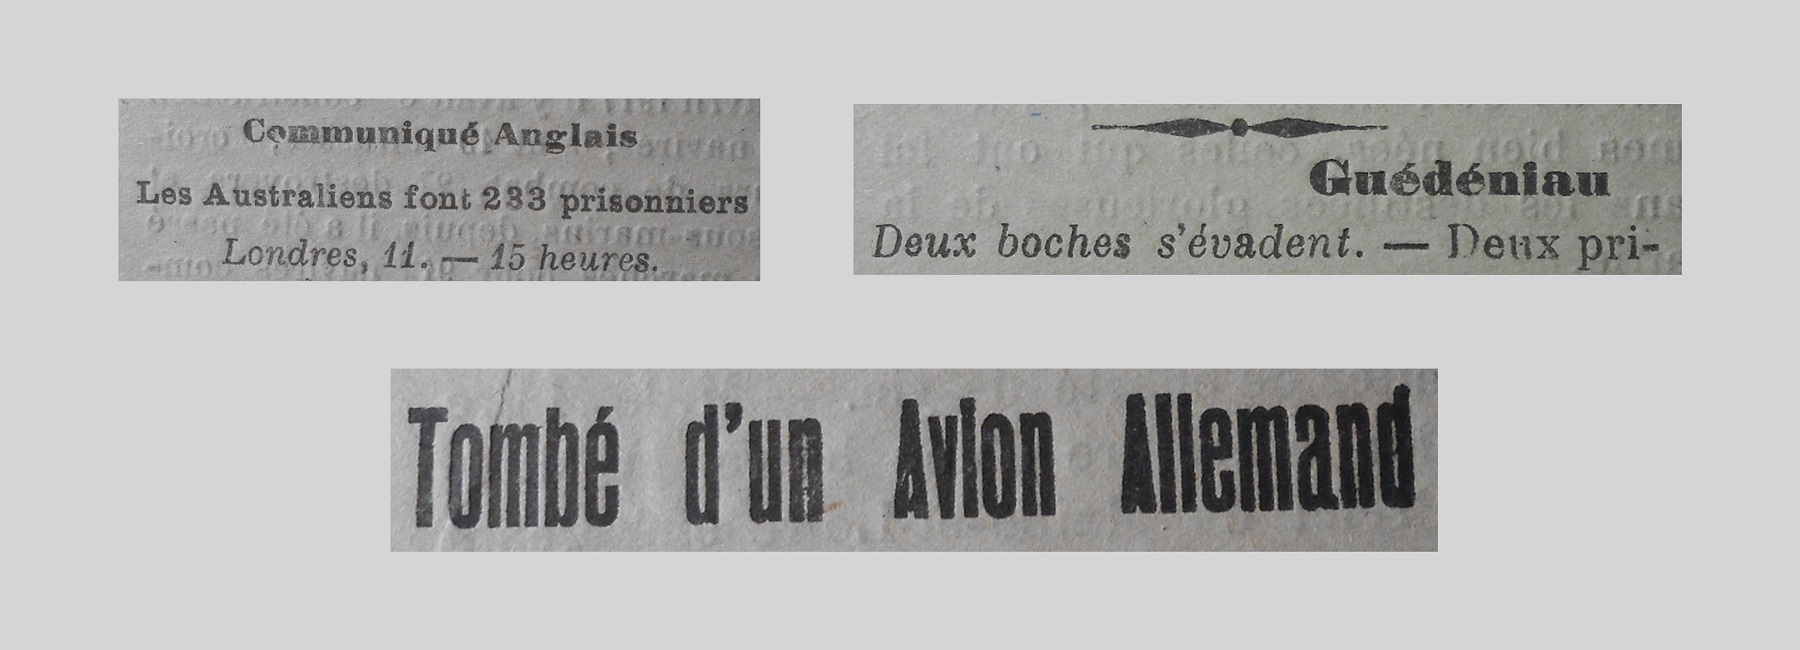 Communiqué Anglais
Les Australiens font 233 prisonniers
Londres, 11. — 15 heures.
Guédéniau
Deux boches s'évadent. — Deux pri-
Tombé d'un Avion Allemand